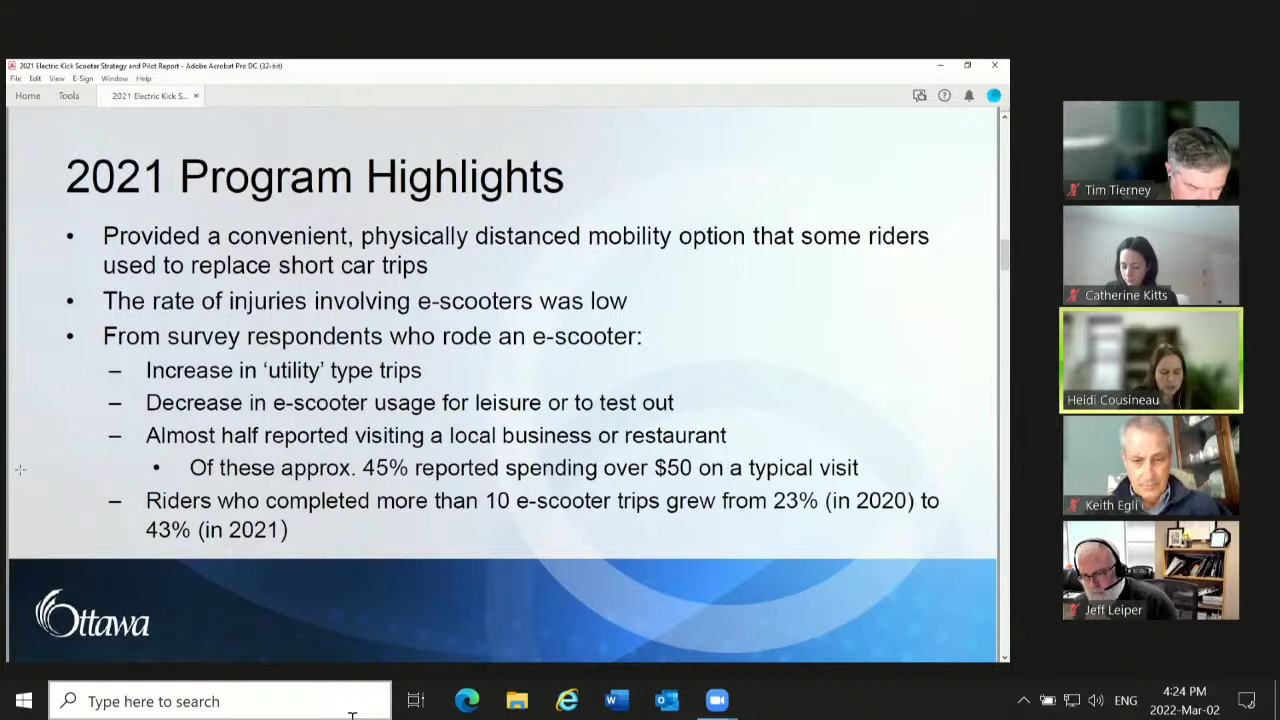 2021 Electric Kick Scooter Strategy and Pilot Report - Adobe Acrobat Pro DC (32-bit)
File Edit View E-Sign Window Help
Home Tools 2021 Electric Kick S... ×
2021 Program Highlights
• Provided a convenient, physically distanced mobility option that some riders
used to replace short car trips
• The rate of injuries involving e-scooters was low
• From survey respondents who rode an e-scooter:
– Increase in ‘utility’ type trips
– Decrease in e-scooter usage for leisure or to test out
– Almost half reported visiting a local business or restaurant
• Of these approx. 45% reported spending over $50 on a typical visit
– Riders who completed more than 10 e-scooter trips grew from 23% (in 2020) to
43% (in 2021)
Ottawa
Tim Tierney
Catherine Kitts
Heidi Cousineau
Keith Egli
Jeff Leiper
Type here to search
ENG
4:24 PM
2022-Mar-02